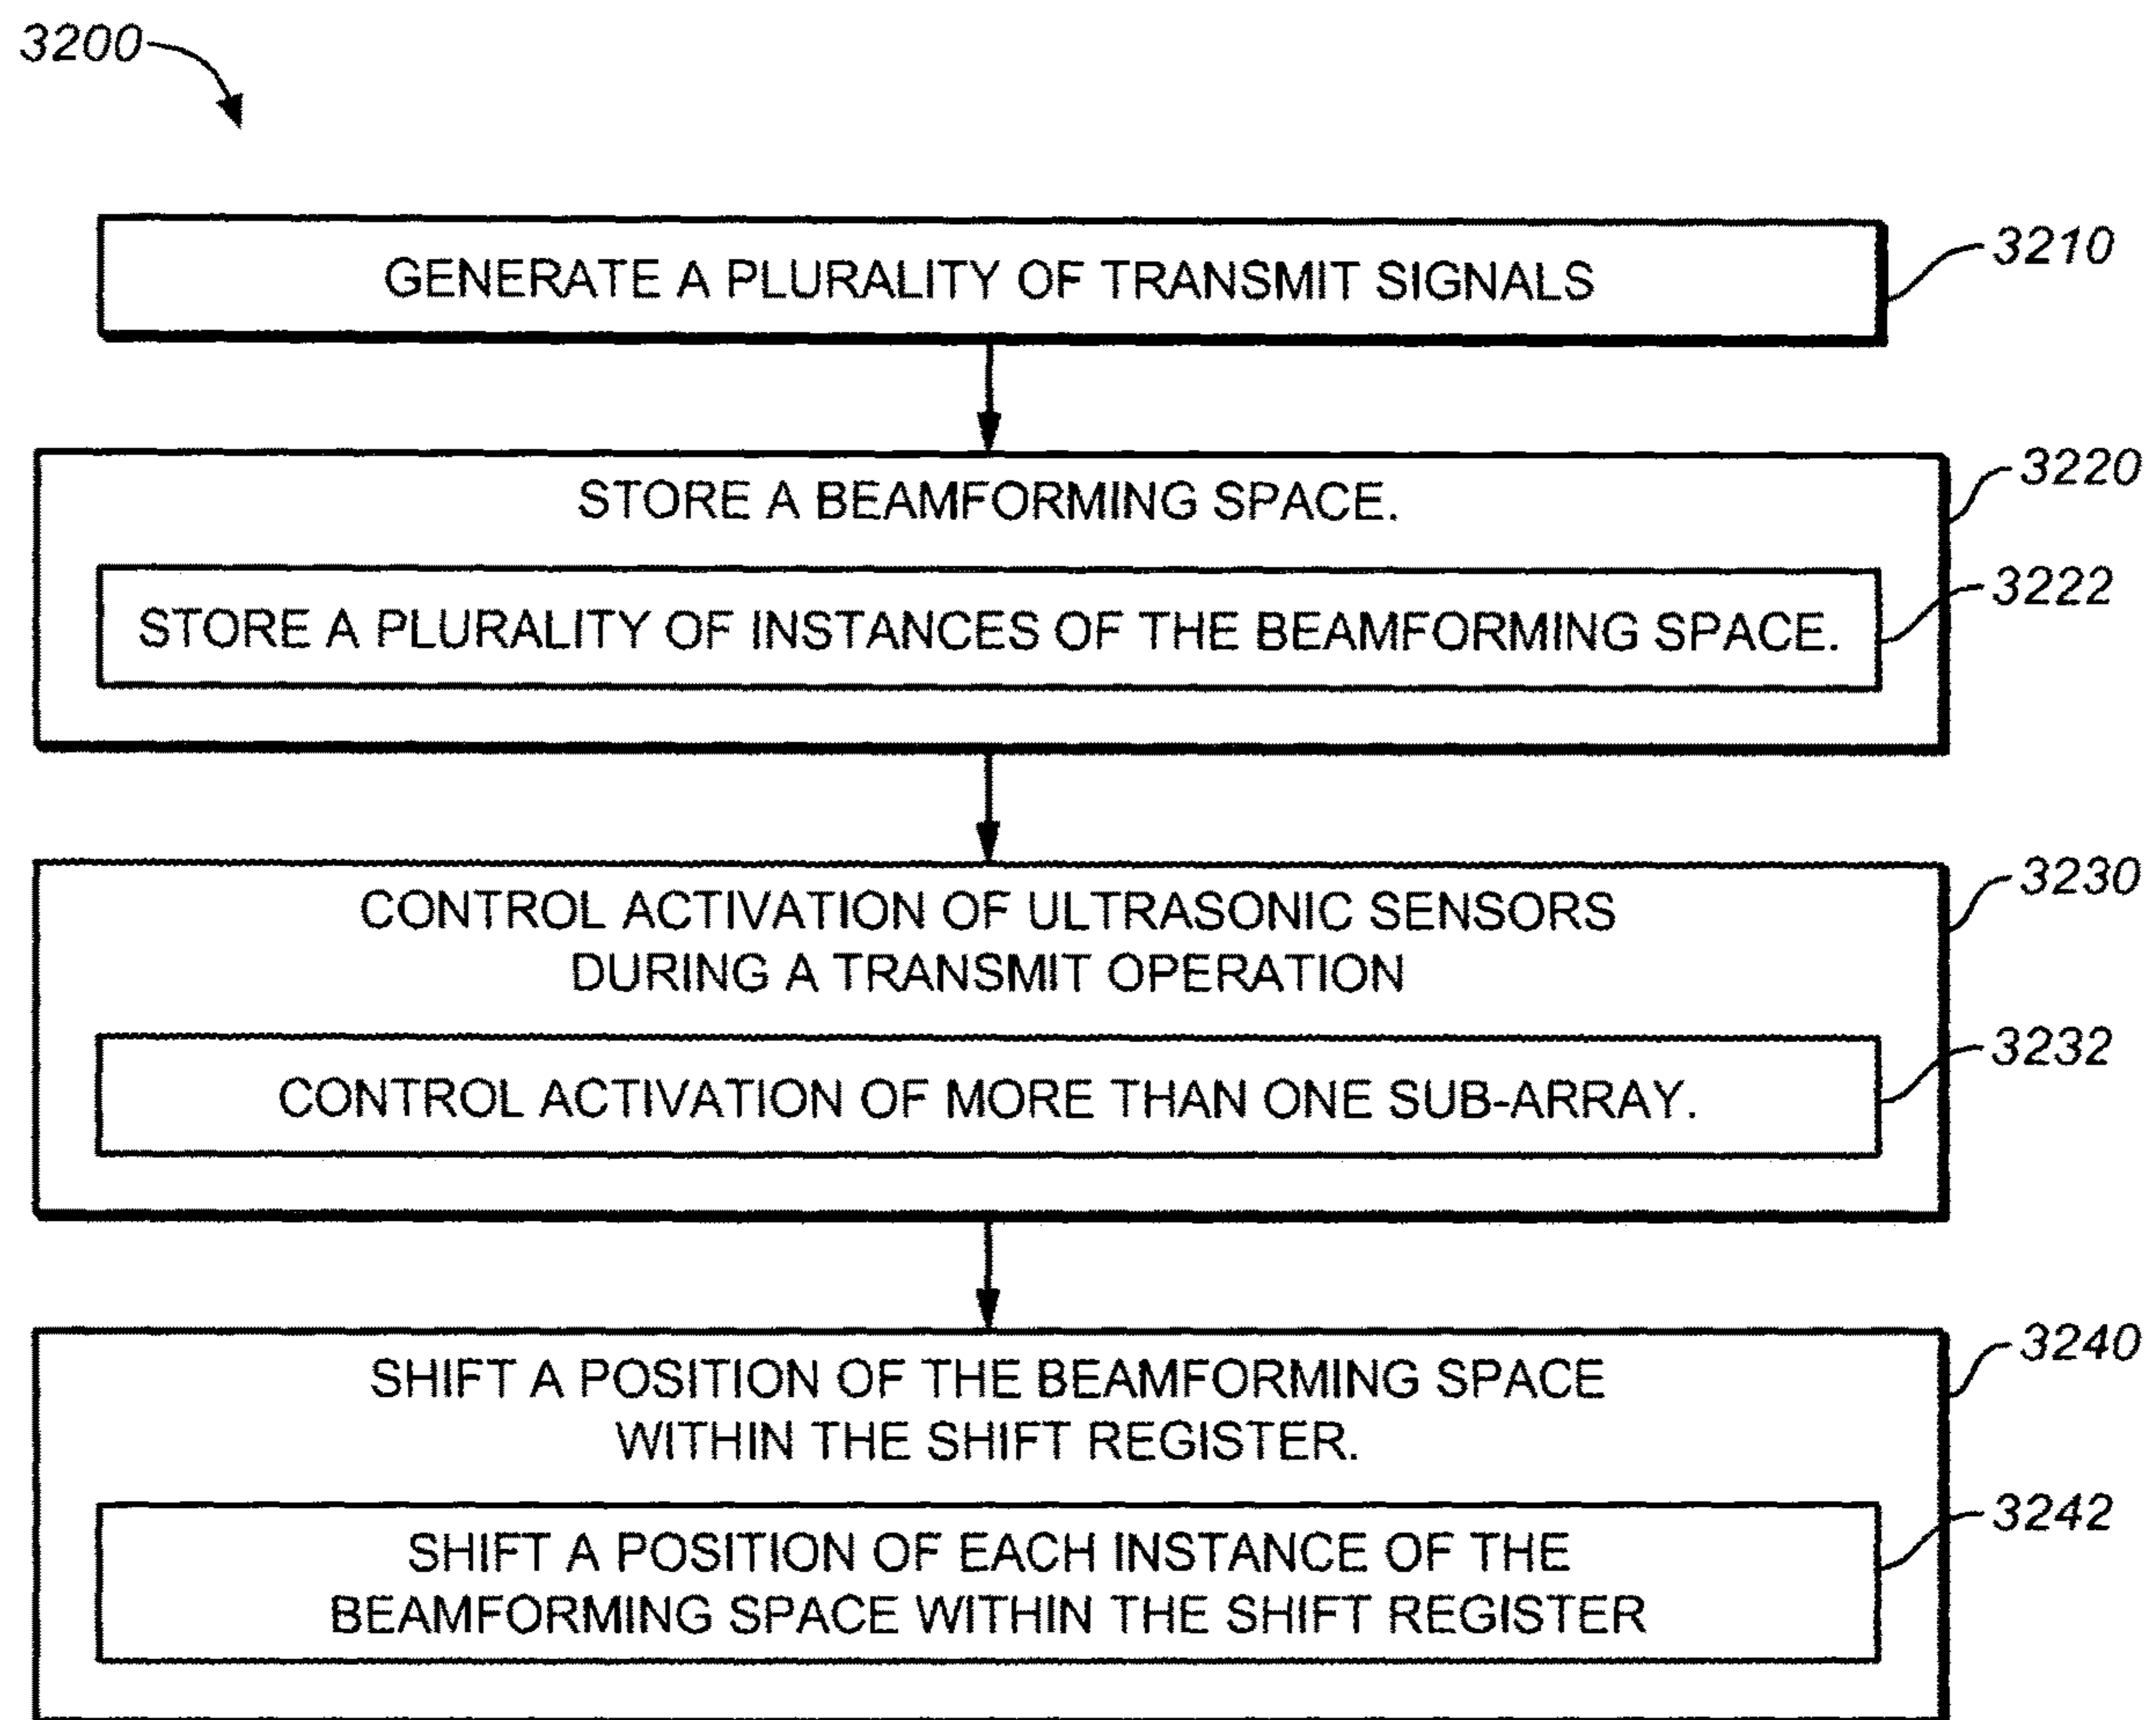 3200
GENERATE A PLURALITY OF TRANSMIT SIGNALS
3210
STORE A BEAMFORMING SPACE.
3220
STORE A PLURALITY OF INSTANCES OF THE BEAMFORMING SPACE.
3222
CONTROL ACTIVATION OF ULTRASONIC SENSORS
DURING A TRANSMIT OPERATION
3230
CONTROL ACTIVATION OF MORE THAN ONE SUB-ARRAY.
3232
SHIFT A POSITION OF THE BEAMFORMING SPACE
WITHIN THE SHIFT REGISTER.
3240
SHIFT A POSITION OF EACH INSTANCE OF THE
BEAMFORMING SPACE WITHIN THE SHIFT REGISTER
3242